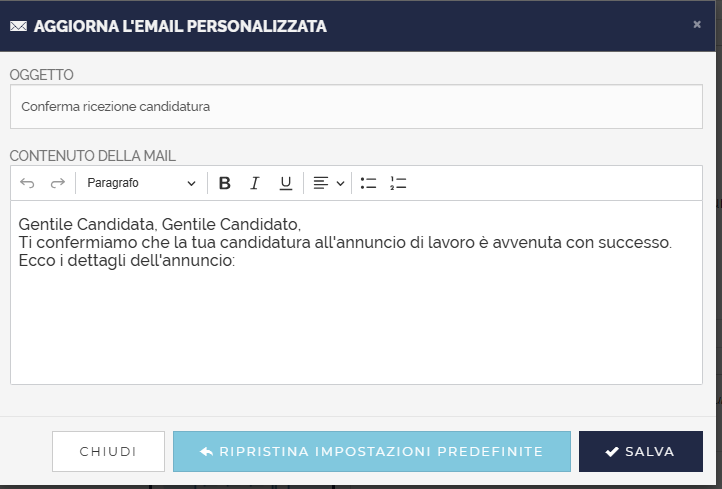 AGGIORNA L'EMAIL PERSONALIZZATA
×
OGGETTO
Conferma ricezione candidatura
CONTENUTO DELLA MAIL
Paragrafo B I U
Gentile Candidata, Gentile Candidato,
Ti confermiamo che la tua candidatura all'annuncio di lavoro è avvenuta con successo.
Ecco i dettagli dell'annuncio:
CHIUDI RIPRISTINA IMPOSTAZIONI PREDEFINITE SALVA